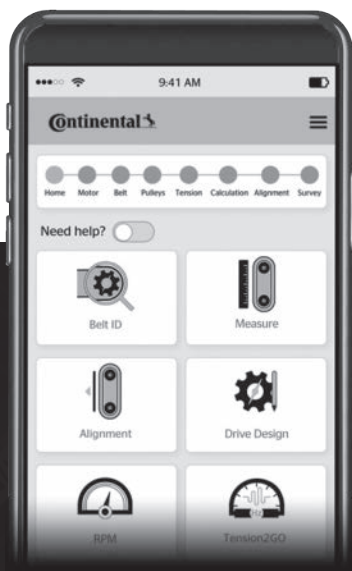 9:41 AM
Continental
Home Motor Belt Pulleys Tension Calculation Alignment Survey
Need help?
Belt ID Measure
Alignment Drive Design
RPM Tension2GO
Hz